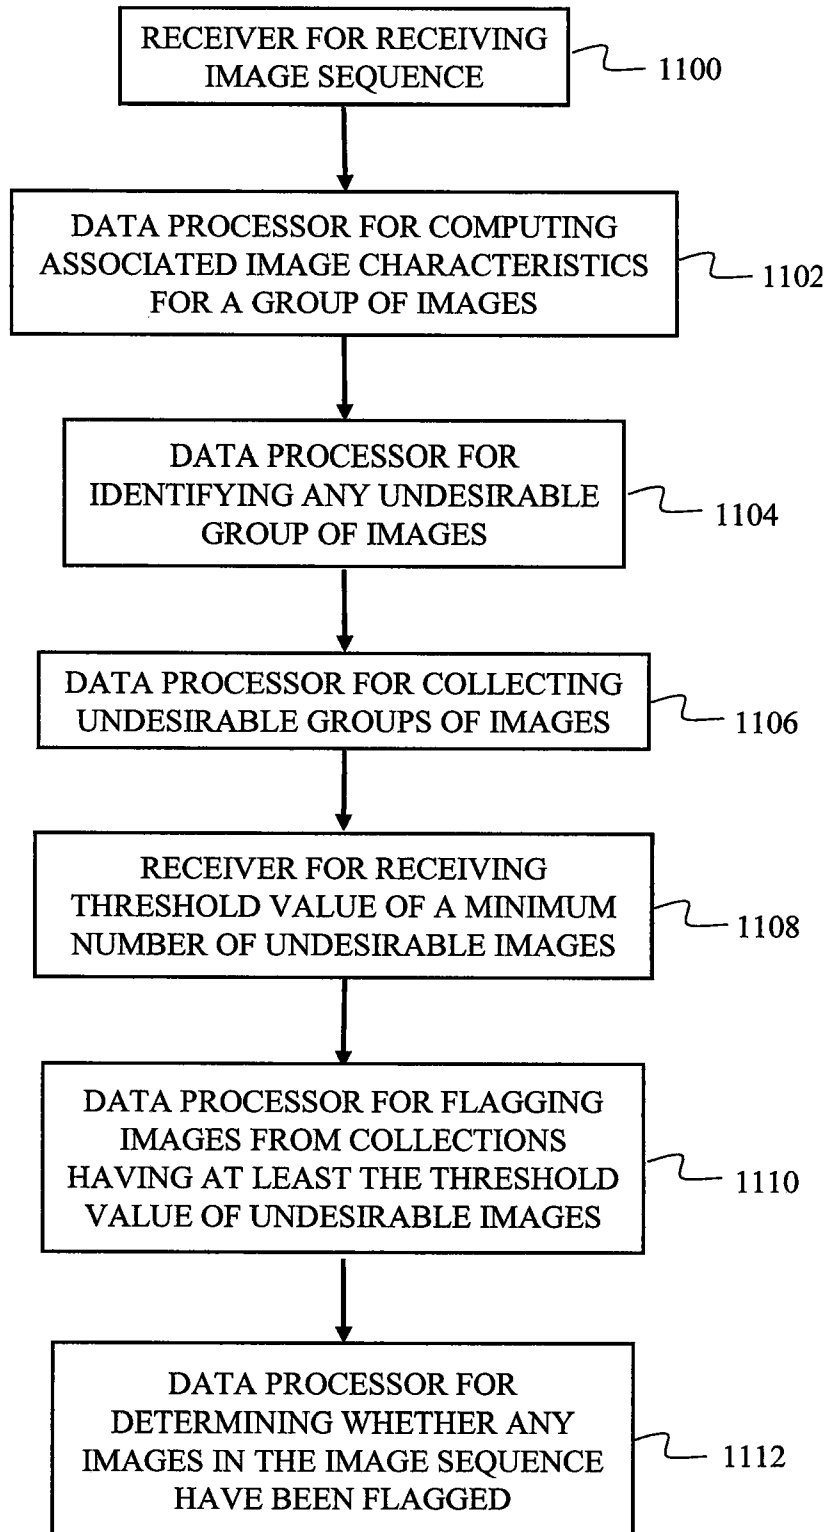 RECEIVER FOR RECEIVING
IMAGE SEQUENCE
1100
DATA PROCESSOR FOR COMPUTING
ASSOCIATED IMAGE CHARACTERISTICS
FOR A GROUP OF IMAGES
1102
DATA PROCESSOR FOR
IDENTIFYING ANY UNDESIRABLE
GROUP OF IMAGES
1104
DATA PROCESSOR FOR COLLECTING
UNDESIRABLE GROUPS OF IMAGES
1106
RECEIVER FOR RECEIVING
THRESHOLD VALUE OF A MINIMUM
NUMBER OF UNDESIRABLE IMAGES
1108
DATA PROCESSOR FOR FLAGGING
IMAGES FROM COLLECTIONS
HAVING AT LEAST THE THRESHOLD
VALUE OF UNDESIRABLE IMAGES
1110
DATA PROCESSOR FOR
DETERMINING WHETHER ANY
IMAGES IN THE IMAGE SEQUENCE
HAVE BEEN FLAGGED
1112